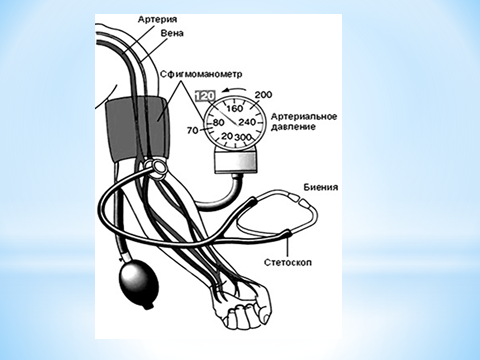 Артерия
Вена
Сфигмоманометр
120
200
160
80
240
70
20
300
Артериальное
давление
Биения
Стетоскоп